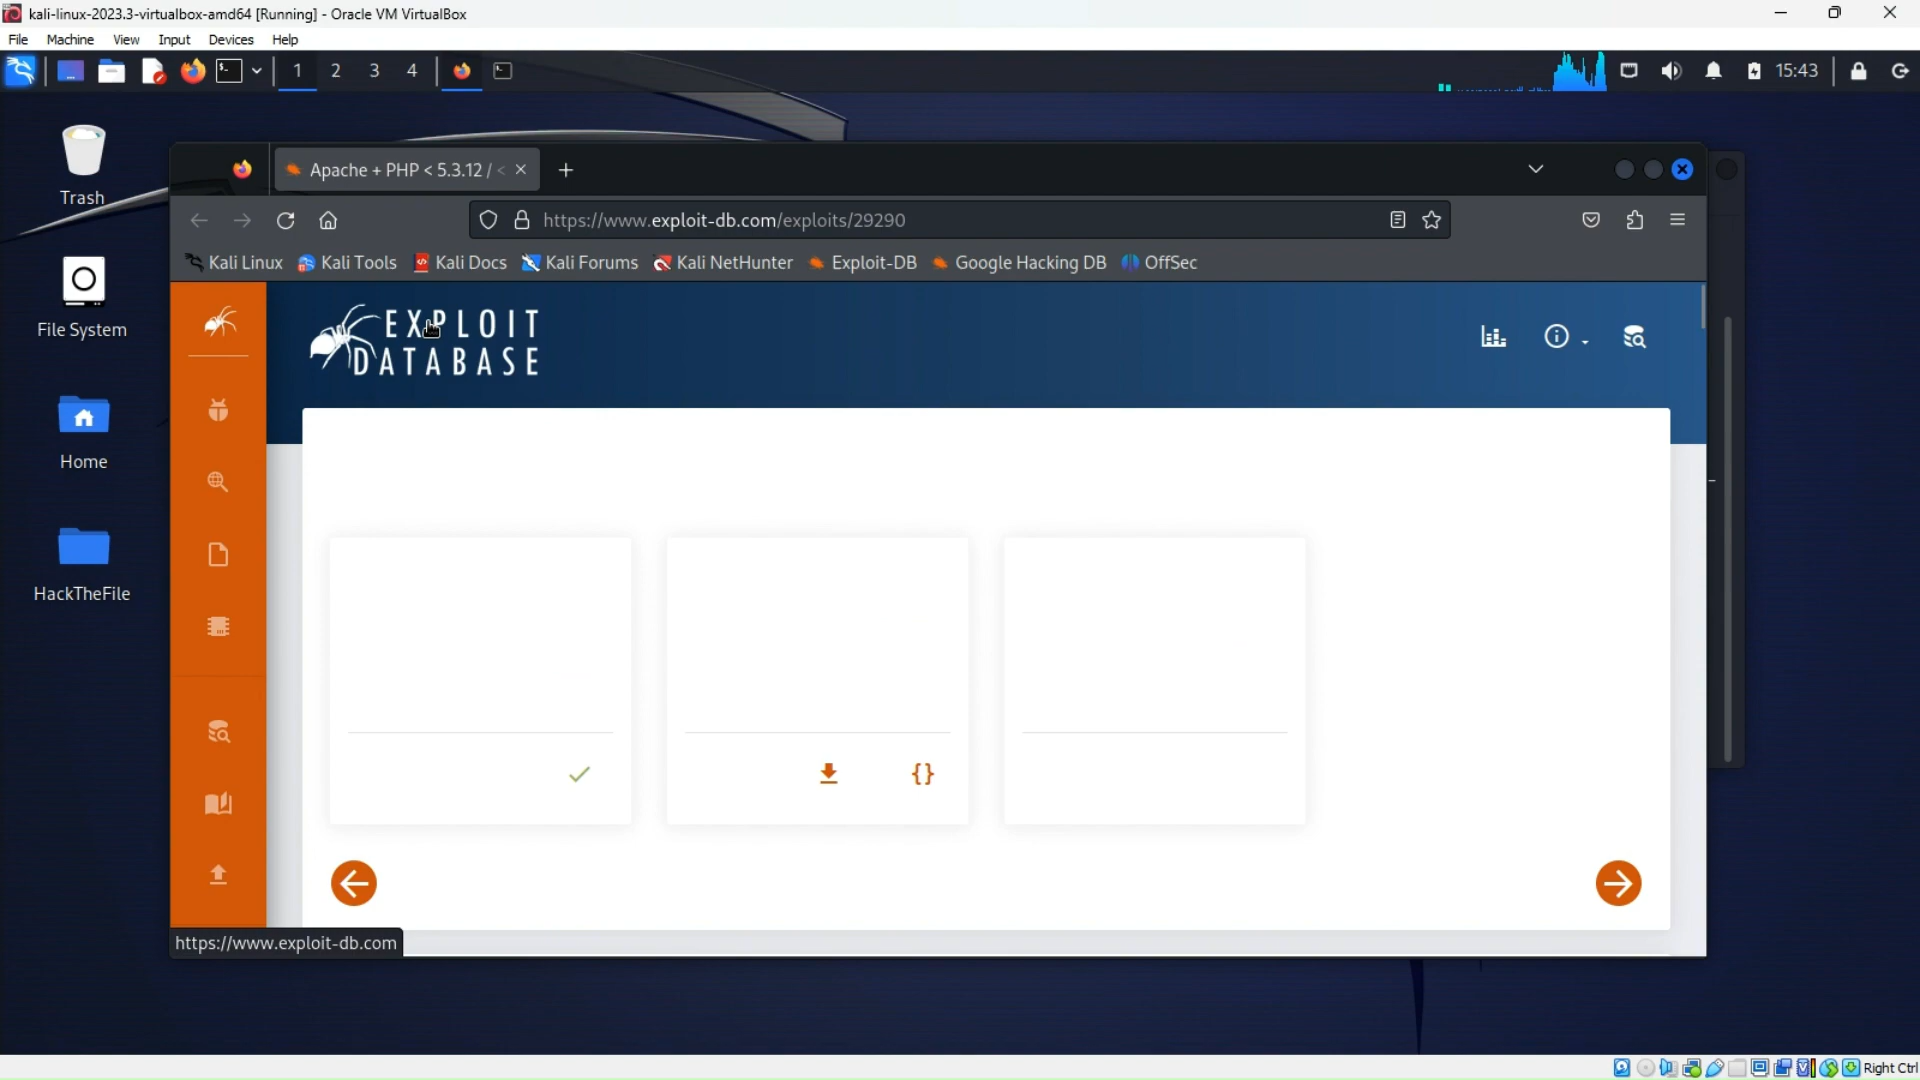 kali-linux-2023.3-virtualbox-amd64 [Running] - Oracle VM VirtualBox
File Machine View Input Devices Help
1 2 3 4 15:43
Trash
File System
Home
HackTheFile
Apache + PHP < 5.3.12 / <
https://www.exploit-db.com/exploits/29290
Kali Linux Kali Tools Kali Docs Kali Forums Kali NetHunter Exploit-DB Google Hacking DB OffSec
EXPLOIT
DATABASE
{}
https://www.exploit-db.com
Right Ctrl